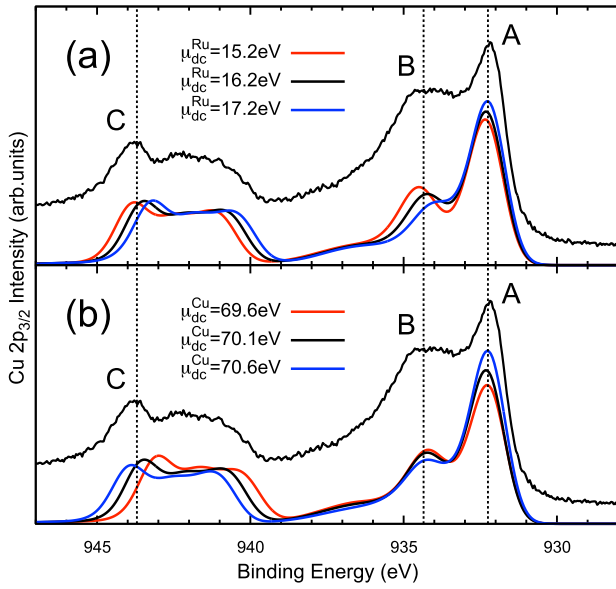 (a)
μ_dc^Ru=15.2eV
μ_dc^Ru=16.2eV
μ_dc^Ru=17.2eV
A
B
C
(b)
μ_dc^Cu=69.6eV
μ_dc^Cu=70.1eV
μ_dc^Cu=70.6eV
A
B
C
Cu 2p3/2 Intensity (arb.units)
945 940 935 930
Binding Energy (eV)